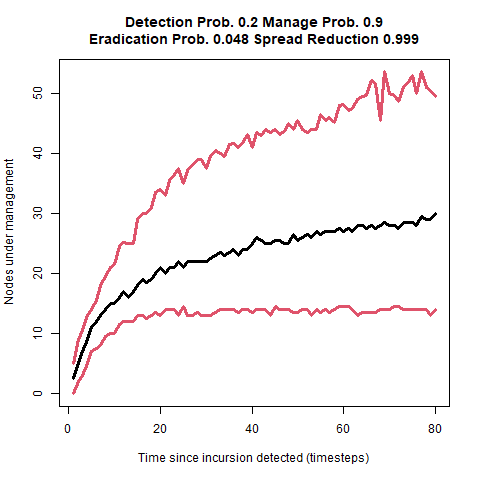 Detection Prob. 0.2 Manage Prob. 0.9
Eradication Prob. 0.048 Spread Reduction 0.999
Nodes under management
50
40
30
20
10
0
0 20 40 60 80
Time since incursion detected (timesteps)